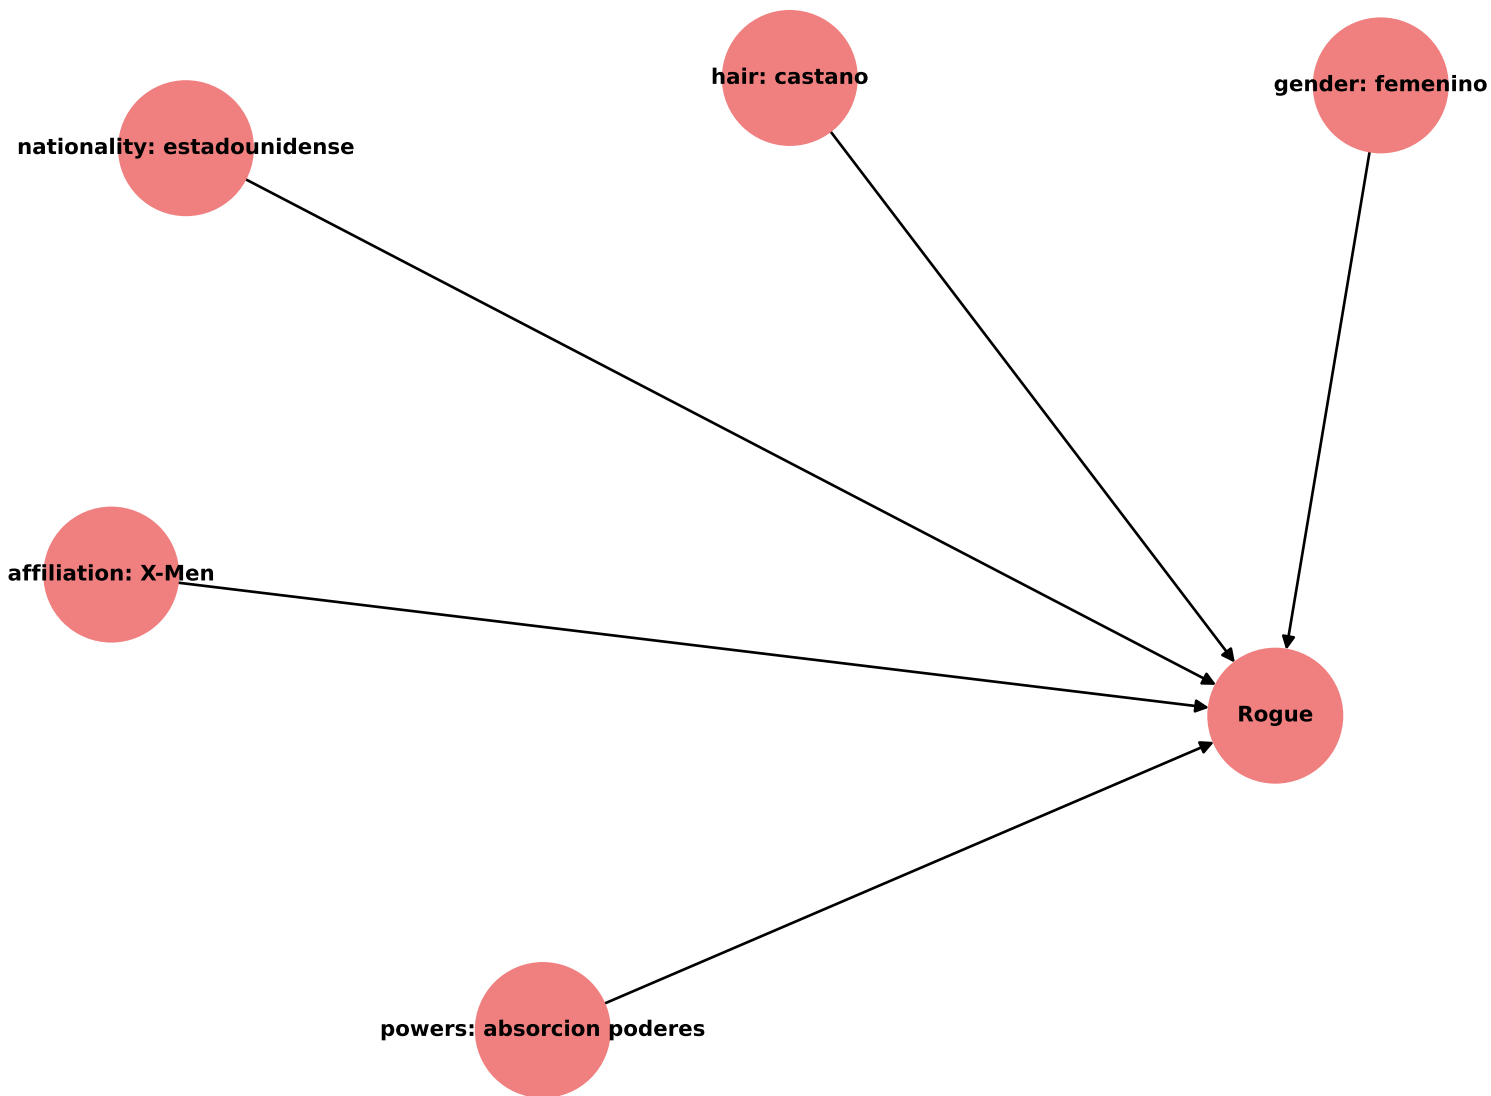 hair: castano
gender: femenino
nationality: estadounidense
affiliation: X-Men
Rogue
powers: absorcion poderes